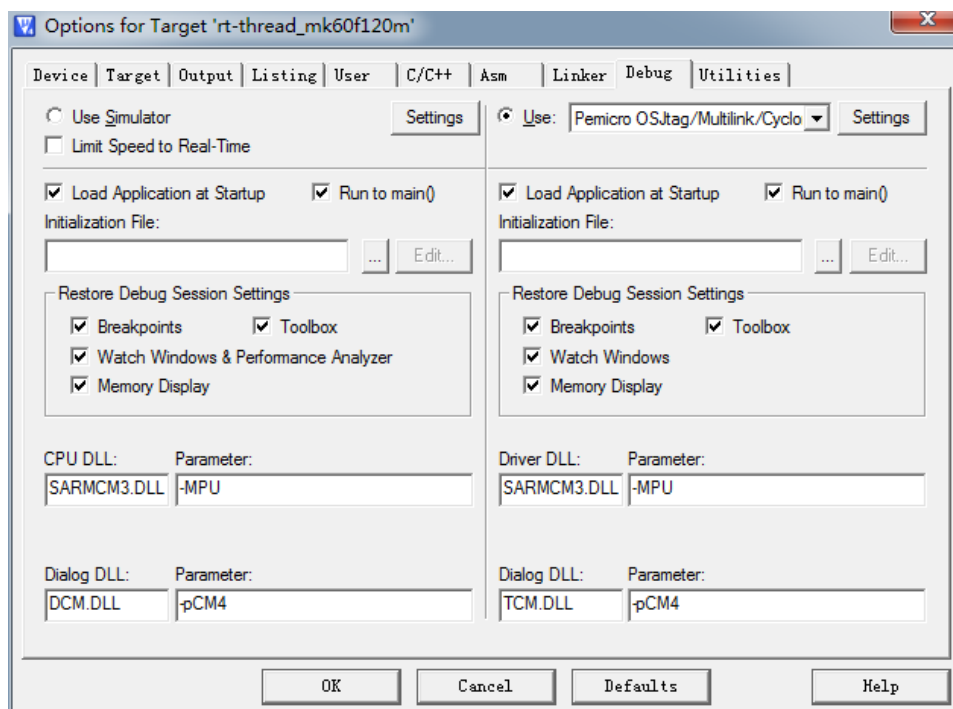 Options for Target 'rt-thread_mk60f120m'
Device Target Output Listing User C/C++ Asm Linker Debug Utilities
Use Simulator
Settings
Limit Speed to Real-Time
Load Application at Startup
Run to main()
Initialization File:
...
Edit...
Restore Debug Session Settings
Breakpoints
Toolbox
Watch Windows & Performance Analyzer
Memory Display
CPU DLL:
Parameter:
SARMCM3.DLL
-MPU
Dialog DLL:
Parameter:
DCM.DLL
-pCM4
Use:
Pemicro OSJtag/Multilink/Cyclo
Settings
Load Application at Startup
Run to main()
Initialization File:
...
Edit...
Restore Debug Session Settings
Breakpoints
Toolbox
Watch Windows
Memory Display
Driver DLL:
Parameter:
SARMCM3.DLL
-MPU
Dialog DLL:
Parameter:
TCM.DLL
-pCM4
OK
Cancel
Defaults
Help